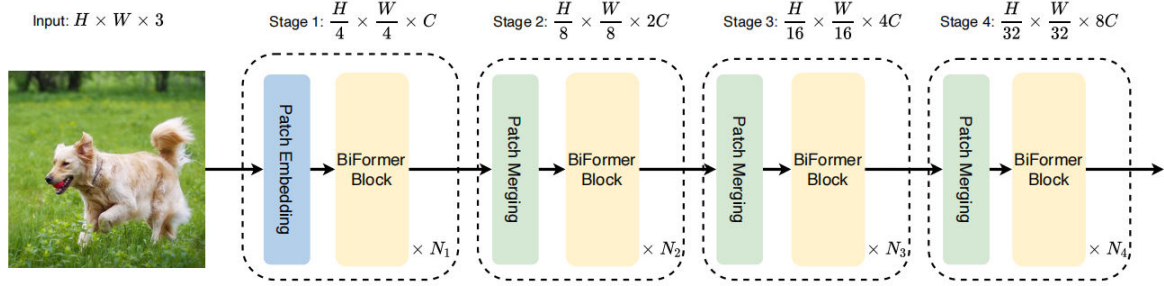 Input: H × W × 3
Stage 1: H/4 × W/4 × C
Stage 2: H/8 × W/8 × 2C
Stage 3: H/16 × W/16 × 4C
Stage 4: H/32 × W/32 × 8C
Patch Embedding
BiFormer
Block
× N₁
Patch Merging
BiFormer
Block
× N₂
Patch Merging
BiFormer
Block
× N₃
Patch Merging
BiFormer
Block
× N₄